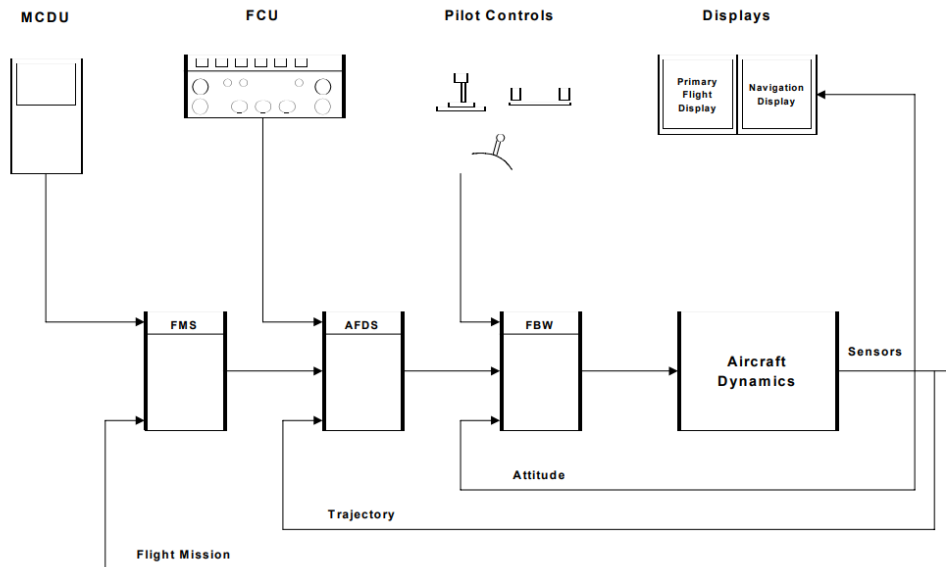 MCDU
FCU
Pilot Controls
Displays
Primary
Flight
Display
Navigation
Display
FMS
AFDS
FBW
Aircraft
Dynamics
Sensors
Attitude
Trajectory
Flight Mission